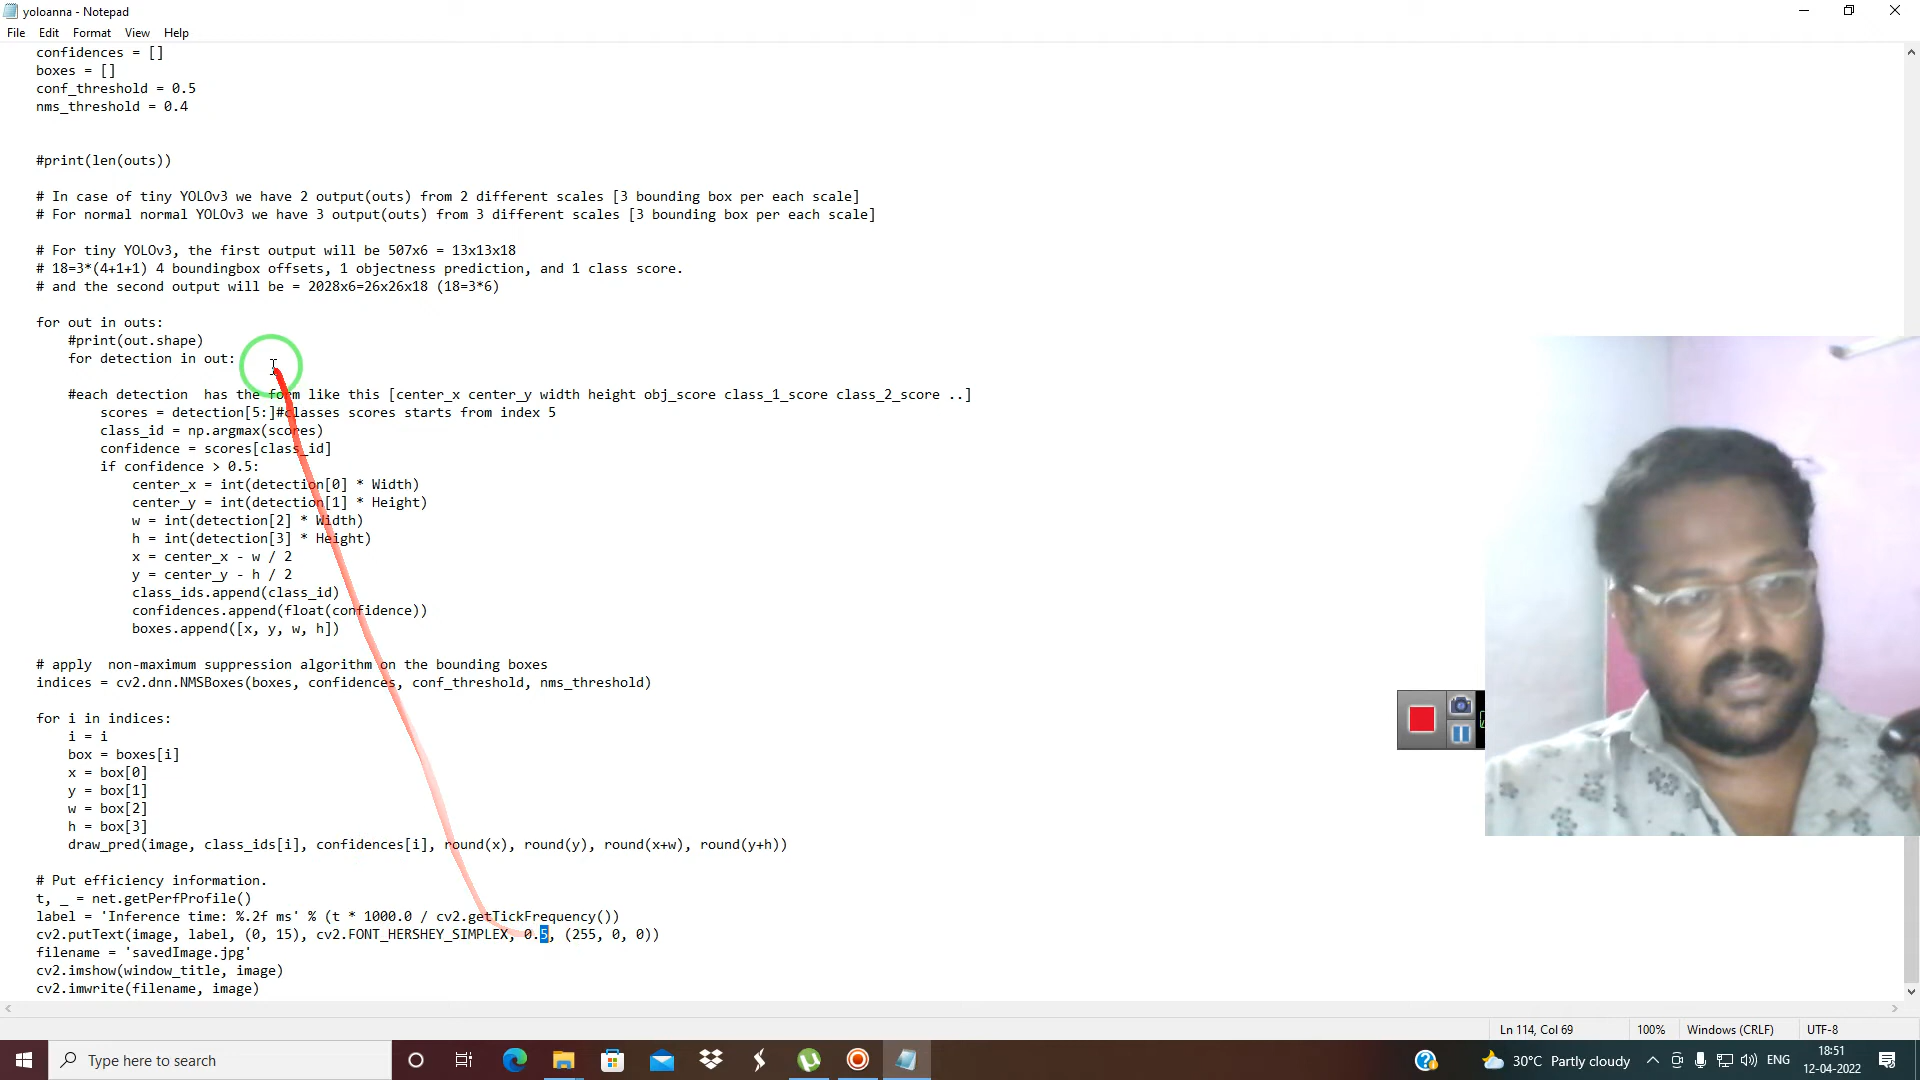 yoloanna - Notepad
File Edit Format View Help
confidences = []
boxes = []
conf_threshold = 0.5
nms_threshold = 0.4
#print(len(outs))
# In case of tiny YOLOv3 we have 2 output(outs) from 2 different scales [3 bounding box per each scale]
# For normal normal YOLOv3 we have 3 output(outs) from 3 different scales [3 bounding box per each scale]
# For tiny YOLOv3, the first output will be 507x6 = 13x13x18
# 18=3*(4+1+1) 4 boundingbox offsets, 1 objectness prediction, and 1 class score.
# and the second output will be = 2028x6=26x26x18 (18=3*6)
for out in outs:
#print(out.shape)
for detection in out:
#each detection  has the form like this [center_x center_y width height obj_score class_1_score class_2_score ..]
scores = detection[5:]#classes scores starts from index 5
class_id = np.argmax(scores)
confidence = scores[class_id]
if confidence > 0.5:
center_x = int(detection[0] * Width)
center_y = int(detection[1] * Height)
w = int(detection[2] * Width)
h = int(detection[3] * Height)
x = center_x - w / 2
y = center_y - h / 2
class_ids.append(class_id)
confidences.append(float(confidence))
boxes.append([x, y, w, h])
# apply  non-maximum suppression algorithm on the bounding boxes
indices = cv2.dnn.NMSBoxes(boxes, confidences, conf_threshold, nms_threshold)
for i in indices:
i = i
box = boxes[i]
x = box[0]
y = box[1]
w = box[2]
h = box[3]
draw_pred(image, class_ids[i], confidences[i], round(x), round(y), round(x+w), round(y+h))
# Put efficiency information.
t, _ = net.getPerfProfile()
label = 'Inference time: %.2f ms' % (t * 1000.0 / cv2.getTickFrequency())
cv2.putText(image, label, (0, 15), cv2.FONT_HERSHEY_SIMPLEX, 0.5, (255, 0, 0))
filename = 'savedImage.jpg'
cv2.imshow(window_title, image)
cv2.imwrite(filename, image)
Ln 114, Col 69 100% Windows (CRLF) UTF-8
Type here to search
30°C Partly cloudy ENG
18:51
12-04-2022